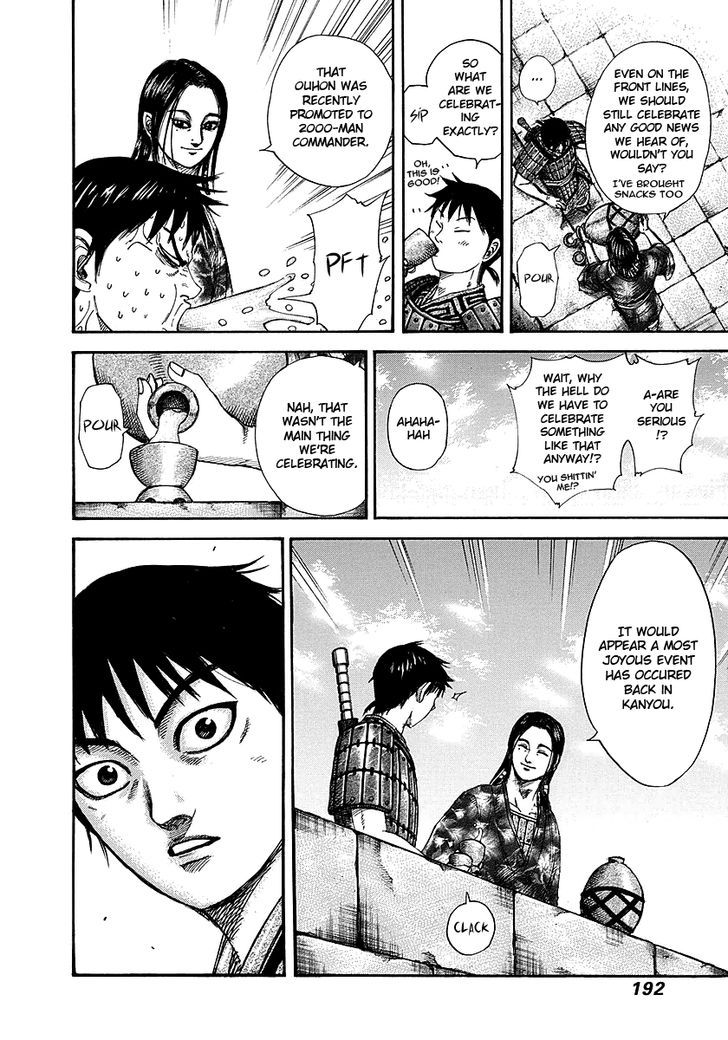 EVEN ON THE
FRONT LINES,
WE SHOULD
STILL CELEBRATE
ANY GOOD NEWS
WE HEAR OF,
WOULDN'T YOU
SAY?
I'VE BROUGHT
SNACKS TOO
...
POUR
SO
WHAT
ARE WE
CELEBRAT-
ING
EXACTLY?
SIP
OH,
THIS IS
GOOD!
THAT
OUHON WAS
RECENTLY
PROMOTED TO
2000-MAN
COMMANDER.
PFT
A-ARE
YOU
SERIOUS
!?
WAIT, WHY
THE HELL DO
WE HAVE TO
CELEBRATE
SOMETHING
LIKE THAT
ANYWAY!?
YOU SHITTIN'
ME!?
AHAHA-
HAH
NAH, THAT
WASN'T THE
MAIN THING
WE'RE
CELEBRATING.
POUR
IT WOULD
APPEAR A MOST
JOYOUS EVENT
HAS OCCURED
BACK IN
KANYOU.
CLACK
192